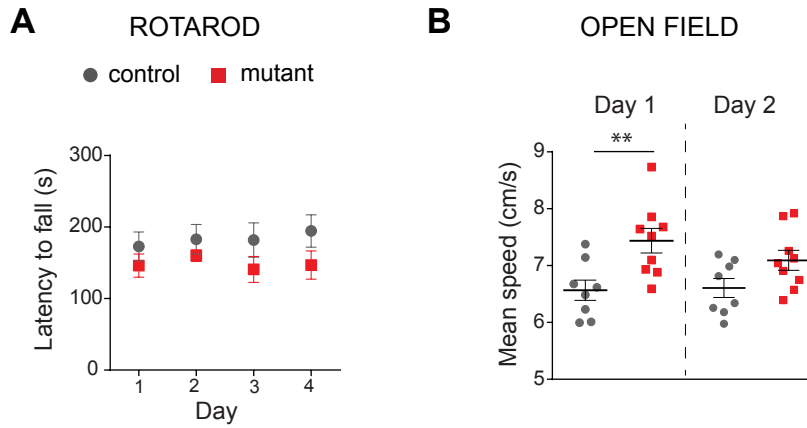 A
ROTAROD
control
mutant
Latency to fall (s)
300
200
100
0
1
2
3
4
Day
B
OPEN FIELD
Day 1
Day 2
**
Mean speed (cm/s)
9
8
7
6
5